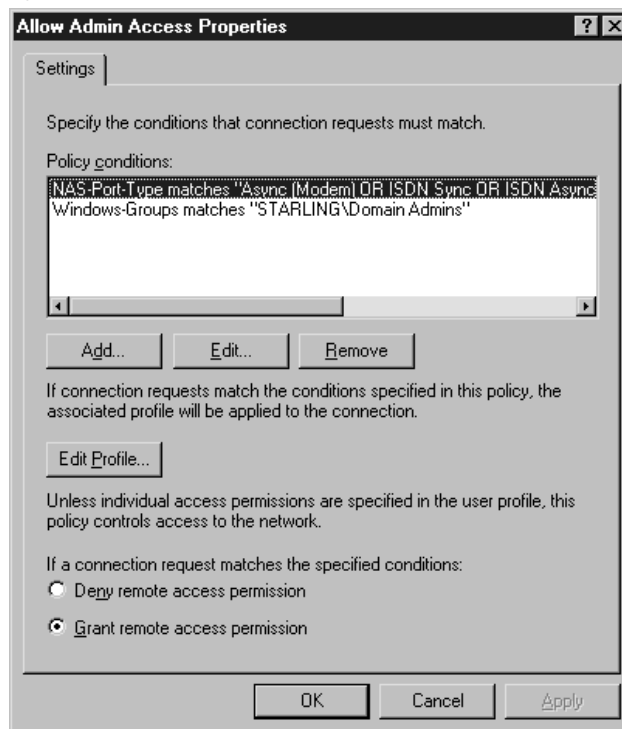 Allow Admin Access Properties
Settings
Specify the conditions that connection requests must match.
Policy conditions:
NAS-Port-Type matches "Async (Modem) OR ISDN Sync OR ISDN Async
Windows-Groups matches "STARLING\Domain Admins"
Add... Edit... Remove
If connection requests match the conditions specified in this policy, the
associated profile will be applied to the connection.
Edit Profile...
Unless individual access permissions are specified in the user profile, this
policy controls access to the network.
If a connection request matches the specified conditions:
Deny remote access permission
Grant remote access permission
OK Cancel Apply